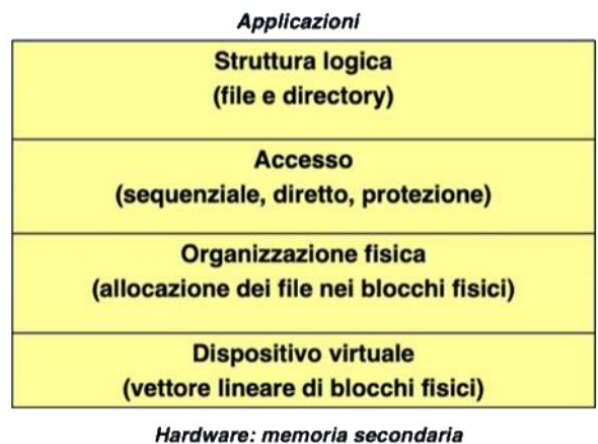 Applicazioni
Struttura logica
(file e directory)
Accesso
(sequenziale, diretto, protezione)
Organizzazione fisica
(allocazione dei file nei blocchi fisici)
Dispositivo virtuale
(vettore lineare di blocchi fisici)
Hardware: memoria secondaria